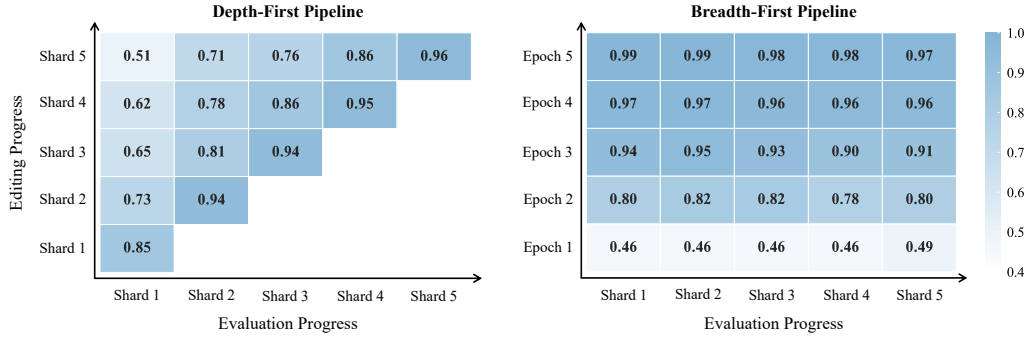 Depth-First Pipeline
Editing Progress
Shard 5 0.51 0.71 0.76 0.86 0.96
Shard 4 0.62 0.78 0.86 0.95
Shard 3 0.65 0.81 0.94
Shard 2 0.73 0.94
Shard 1 0.85
Shard 1 Shard 2 Shard 3 Shard 4 Shard 5
Evaluation Progress
Breadth-First Pipeline
Epoch 5 0.99 0.99 0.98 0.98 0.97
Epoch 4 0.97 0.97 0.96 0.96 0.96
Epoch 3 0.94 0.95 0.93 0.90 0.91
Epoch 2 0.80 0.82 0.82 0.78 0.80
Epoch 1 0.46 0.46 0.46 0.46 0.49
Shard 1 Shard 2 Shard 3 Shard 4 Shard 5
Evaluation Progress
1.0
0.9
0.8
0.7
0.6
0.5
0.4